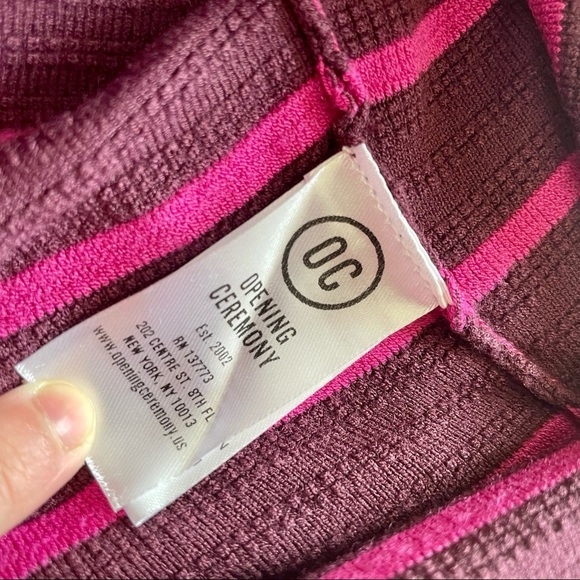 OC
OPENING
CEREMONY
Est. 2002
RN 137773
202 CENTRE ST. 8TH FL
NEW YORK, NY 10013
www.openingceremony.us